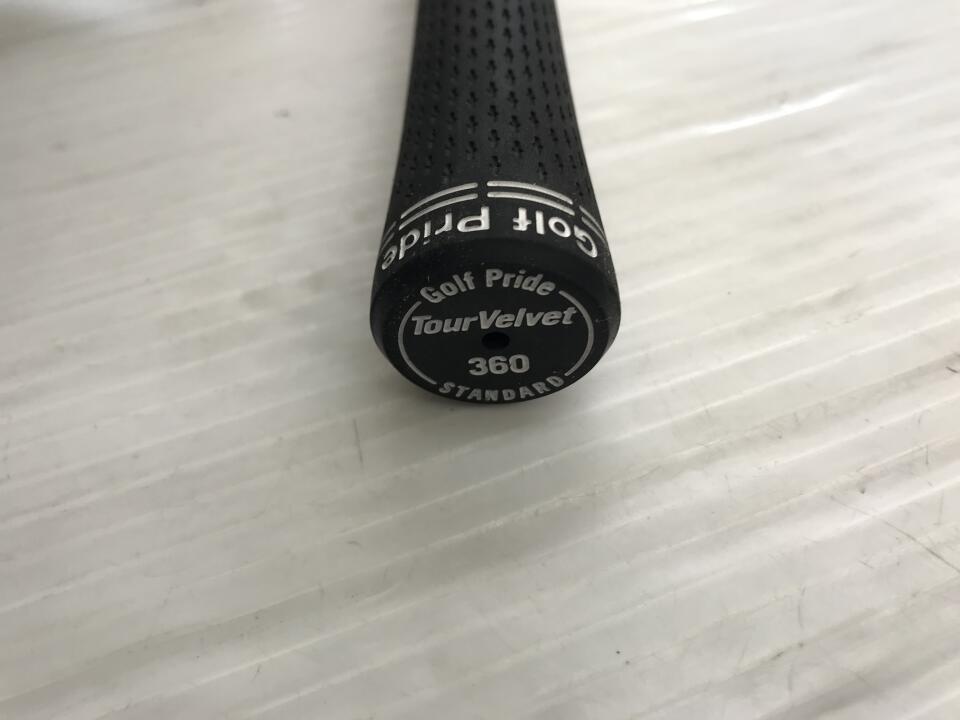 Golf Pride
Golf Pride
TourVelvet
360
STANDARD